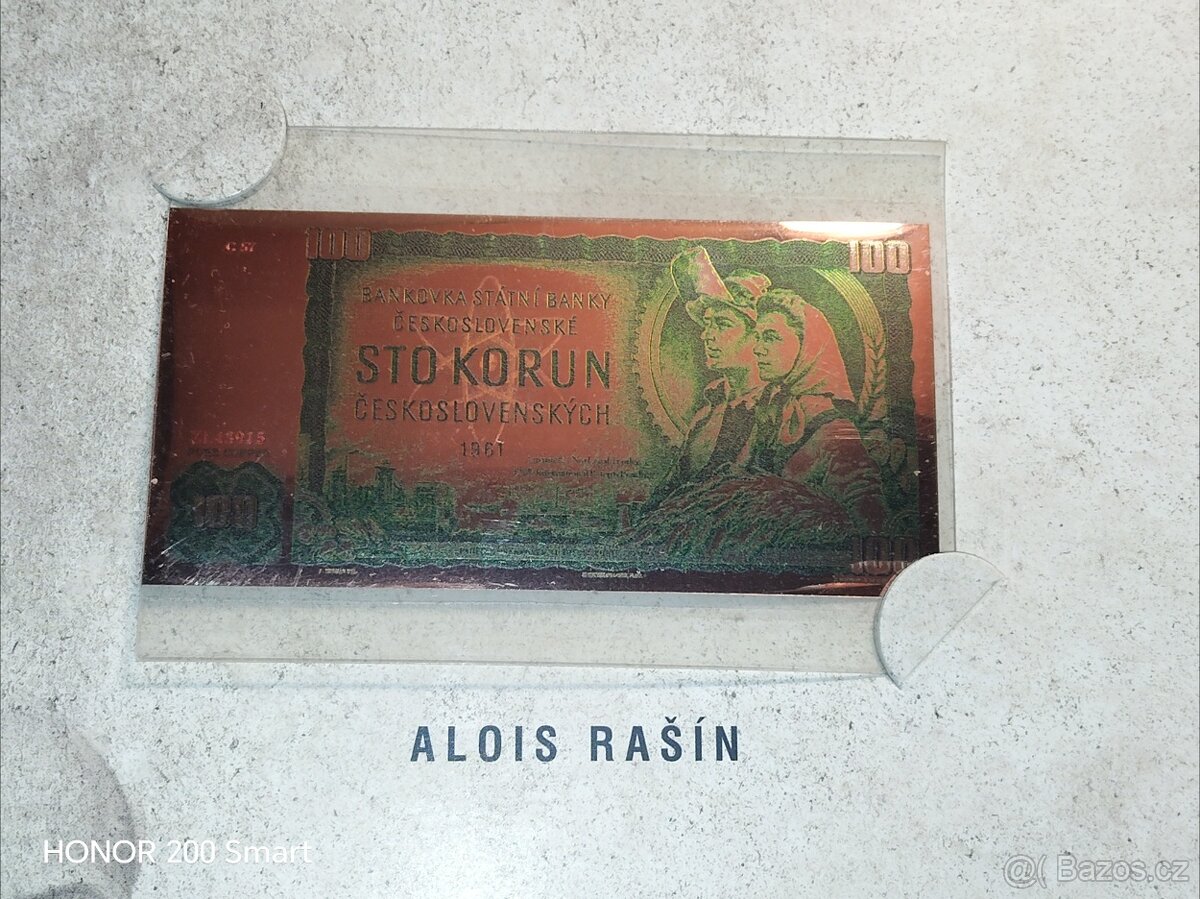 C 57
100
100
BANKOVKA STÁTNÍ BANKY
ČESKOSLOVENSKÉ
STO KORUN
ČESKOSLOVENSKÝCH
1961
100
100
ALOIS RAŠÍN
HONOR 200 Smart
@( Bazos.cz